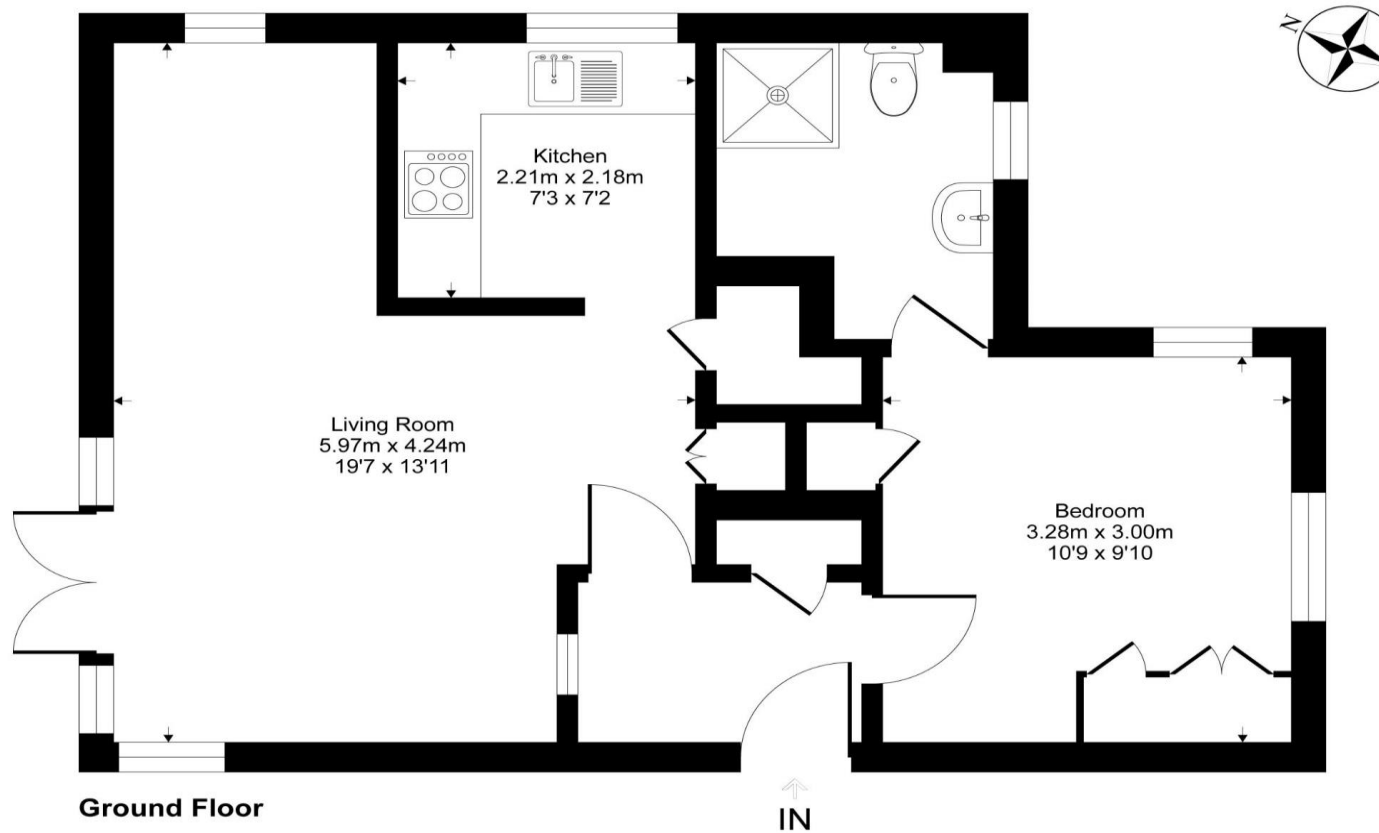 N
Kitchen
2.21m x 2.18m
7'3 x 7'2
Living Room
5.97m x 4.24m
19'7 x 13'11
Bedroom
3.28m x 3.00m
10'9 x 9'10
Ground Floor
IN